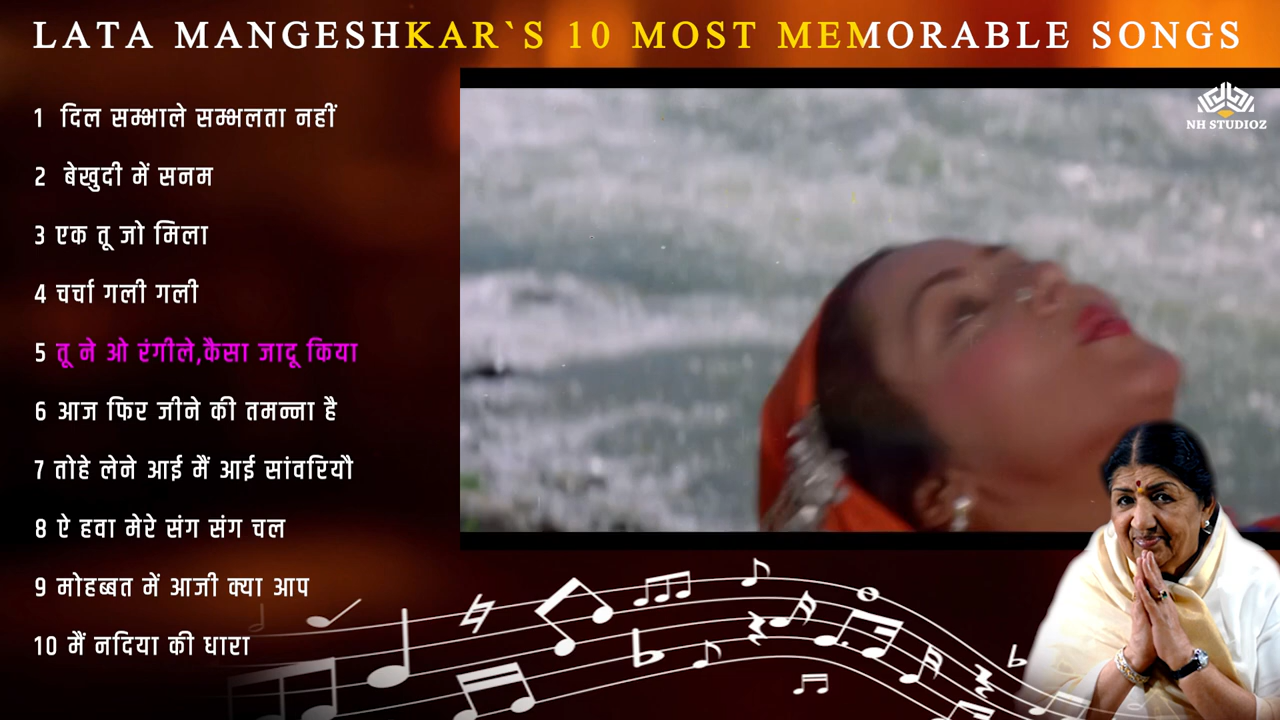 LATA MANGESHKAR`S 10 MOST MEMORABLE SONGS
NH STUDIOZ
1 दिल सम्भाले सम्भलता नहीं
2 बेखुदी में सनम
3 एक तू जो मिला
4 चर्चा गली गली
5 तू ने ओ रंगीले,कैसा जादू किया
6 आज फिर जीने की तमन्ना है
7 तोहे लेने आई मैं आई सांवरियौ
8 ऐ हवा मेरे संग संग चल
9 मोहब्बत में आजी क्या आप
10 मैं नदिया की धारा